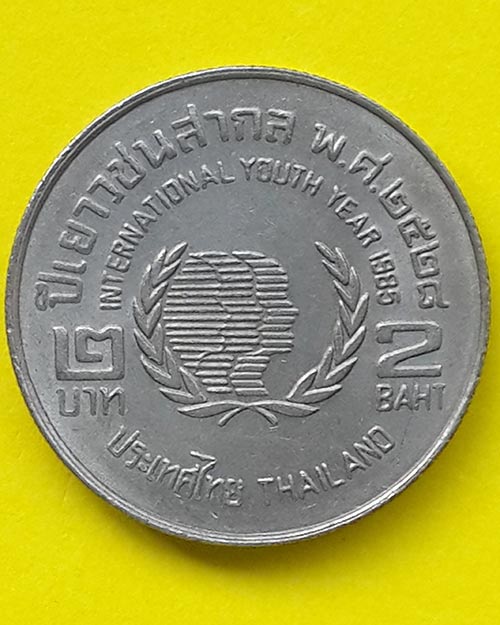 ปีเยาวชนสากล พ.ศ.๒๕๒๘
INTERNATIONAL YOUTH YEAR 1985
๒
บาท
2
BAHT
ประเทศไทย THAILAND